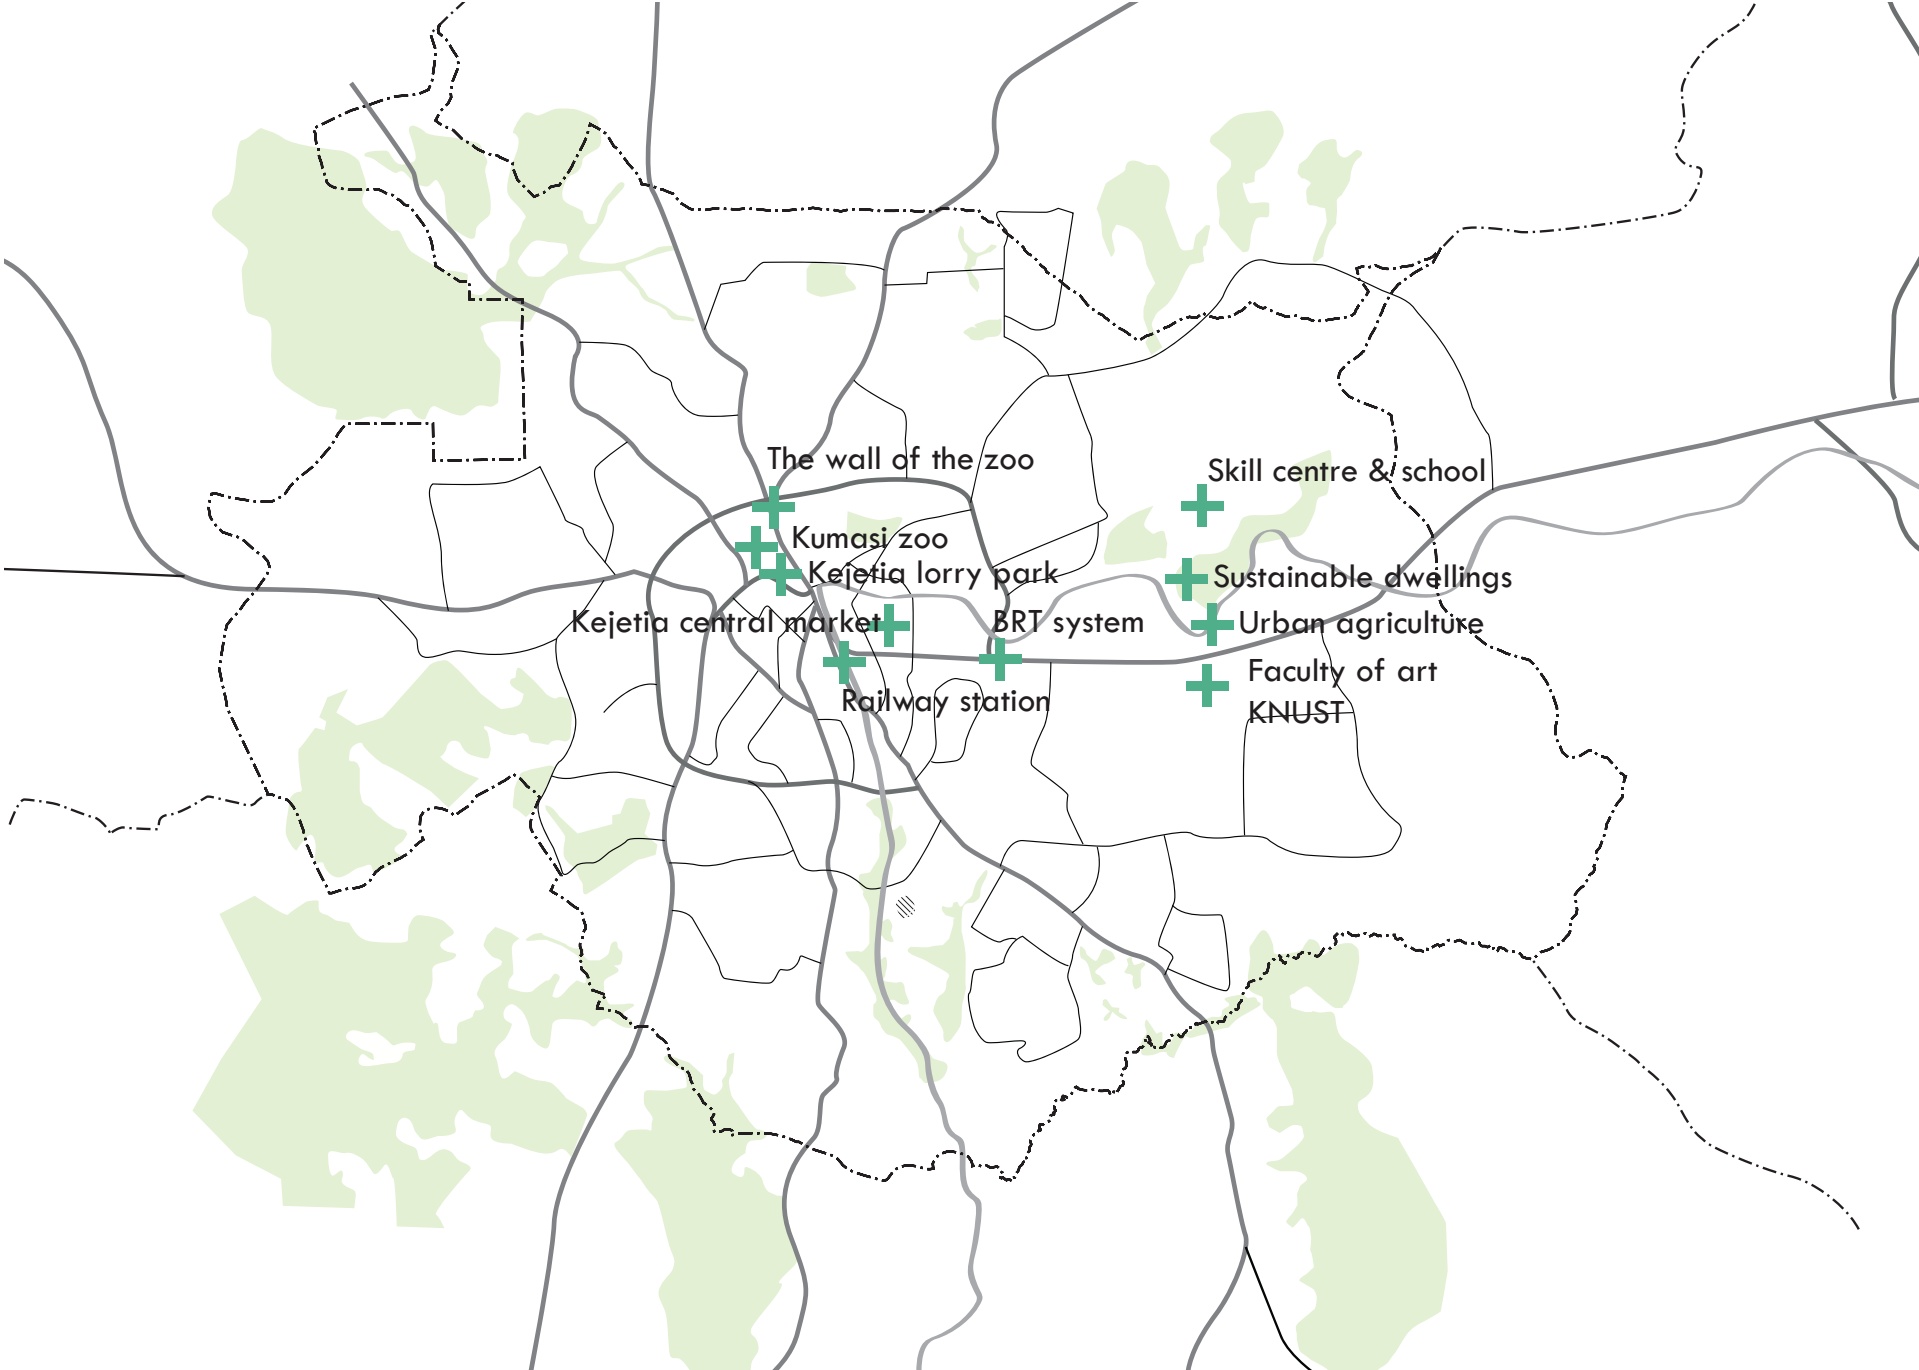 The wall of the zoo
Skill centre & school
Kumasi zoo
Kejetia lorry park
Sustainable dwellings
Kejetia central market
BRT system
Urban agriculture
Faculty of art
KNUST
Railway station